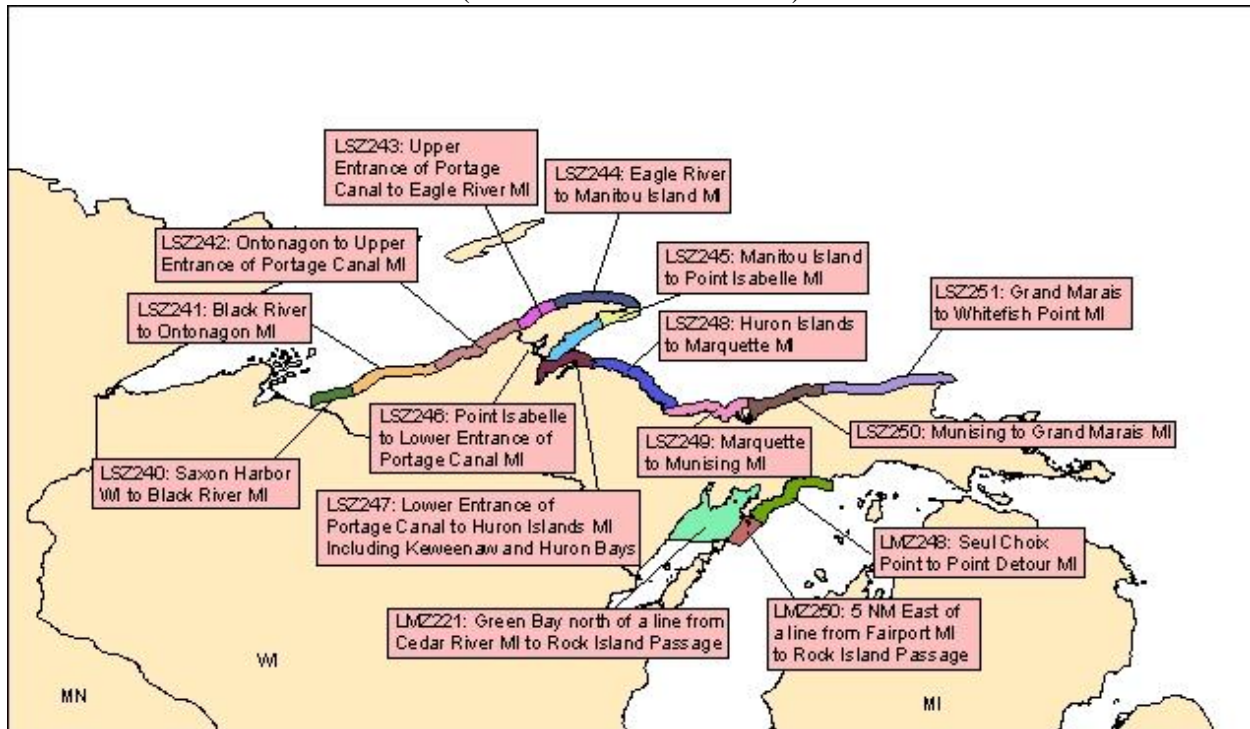 LSZ243: Upper
Entrance of Portage
Canal to Eagle River MI
LSZ244: Eagle River
to Manitou Island MI
LSZ242: Ontonagon to Upper
Entrance of Portage Canal MI
LSZ245: Manitou Island
to Point Isabelle MI
LSZ241: Black River
to Ontonagon MI
LSZ248: Huron Islands
to Marquette MI
LSZ251: Grand Marais
to Whitefish Point MI
LSZ246: Point Isabelle
to Lower Entrance of
Portage Canal MI
LSZ249: Marquette
to Munising MI
LSZ250: Munising to Grand Marais MI
LSZ240: Saxon Harbor
WI to Black River MI
LSZ247: Lower Entrance of
Portage Canal to Huron Islands MI
Including Keweenaw and Huron Bays
LMZ248: Seul Choix
Point to Point Detour MI
LMZ221: Green Bay north of a line from
Cedar River MI to Rock Island Passage
LMZ250: 5 NM East of
a line from Fairport MI
to Rock Island Passage
WI
MN
MI